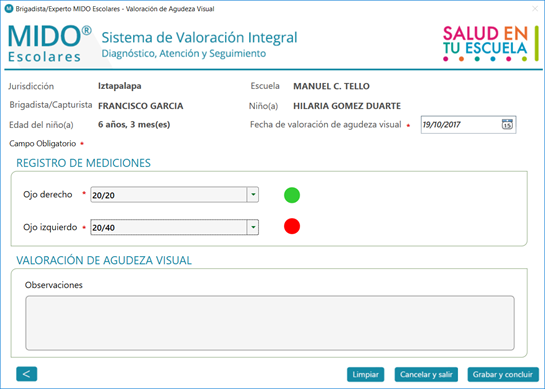 Brigadista/Experto MIDO Escolares - Valoración de Agudeza Visual
MIDO®
Escolares
Sistema de Valoración Integral
Diagnóstico, Atención y Seguimiento
SALUD EN
TU ESCUELA
Jurisdicción Iztapalapa Escuela MANUEL C. TELLO
Brigadista/Capturista FRANCISCO GARCIA Niño(a) HILARIA GOMEZ DUARTE
Edad del niño(a) 6 años, 3 mes(es) Fecha de valoración de agudeza visual * 19/10/2017 15
Campo Obligatorio *
REGISTRO DE MEDICIONES
Ojo derecho * 20/20
Ojo izquierdo * 20/40
VALORACIÓN DE AGUDEZA VISUAL
Observaciones
< Limpiar Cancelar y salir Grabar y concluir